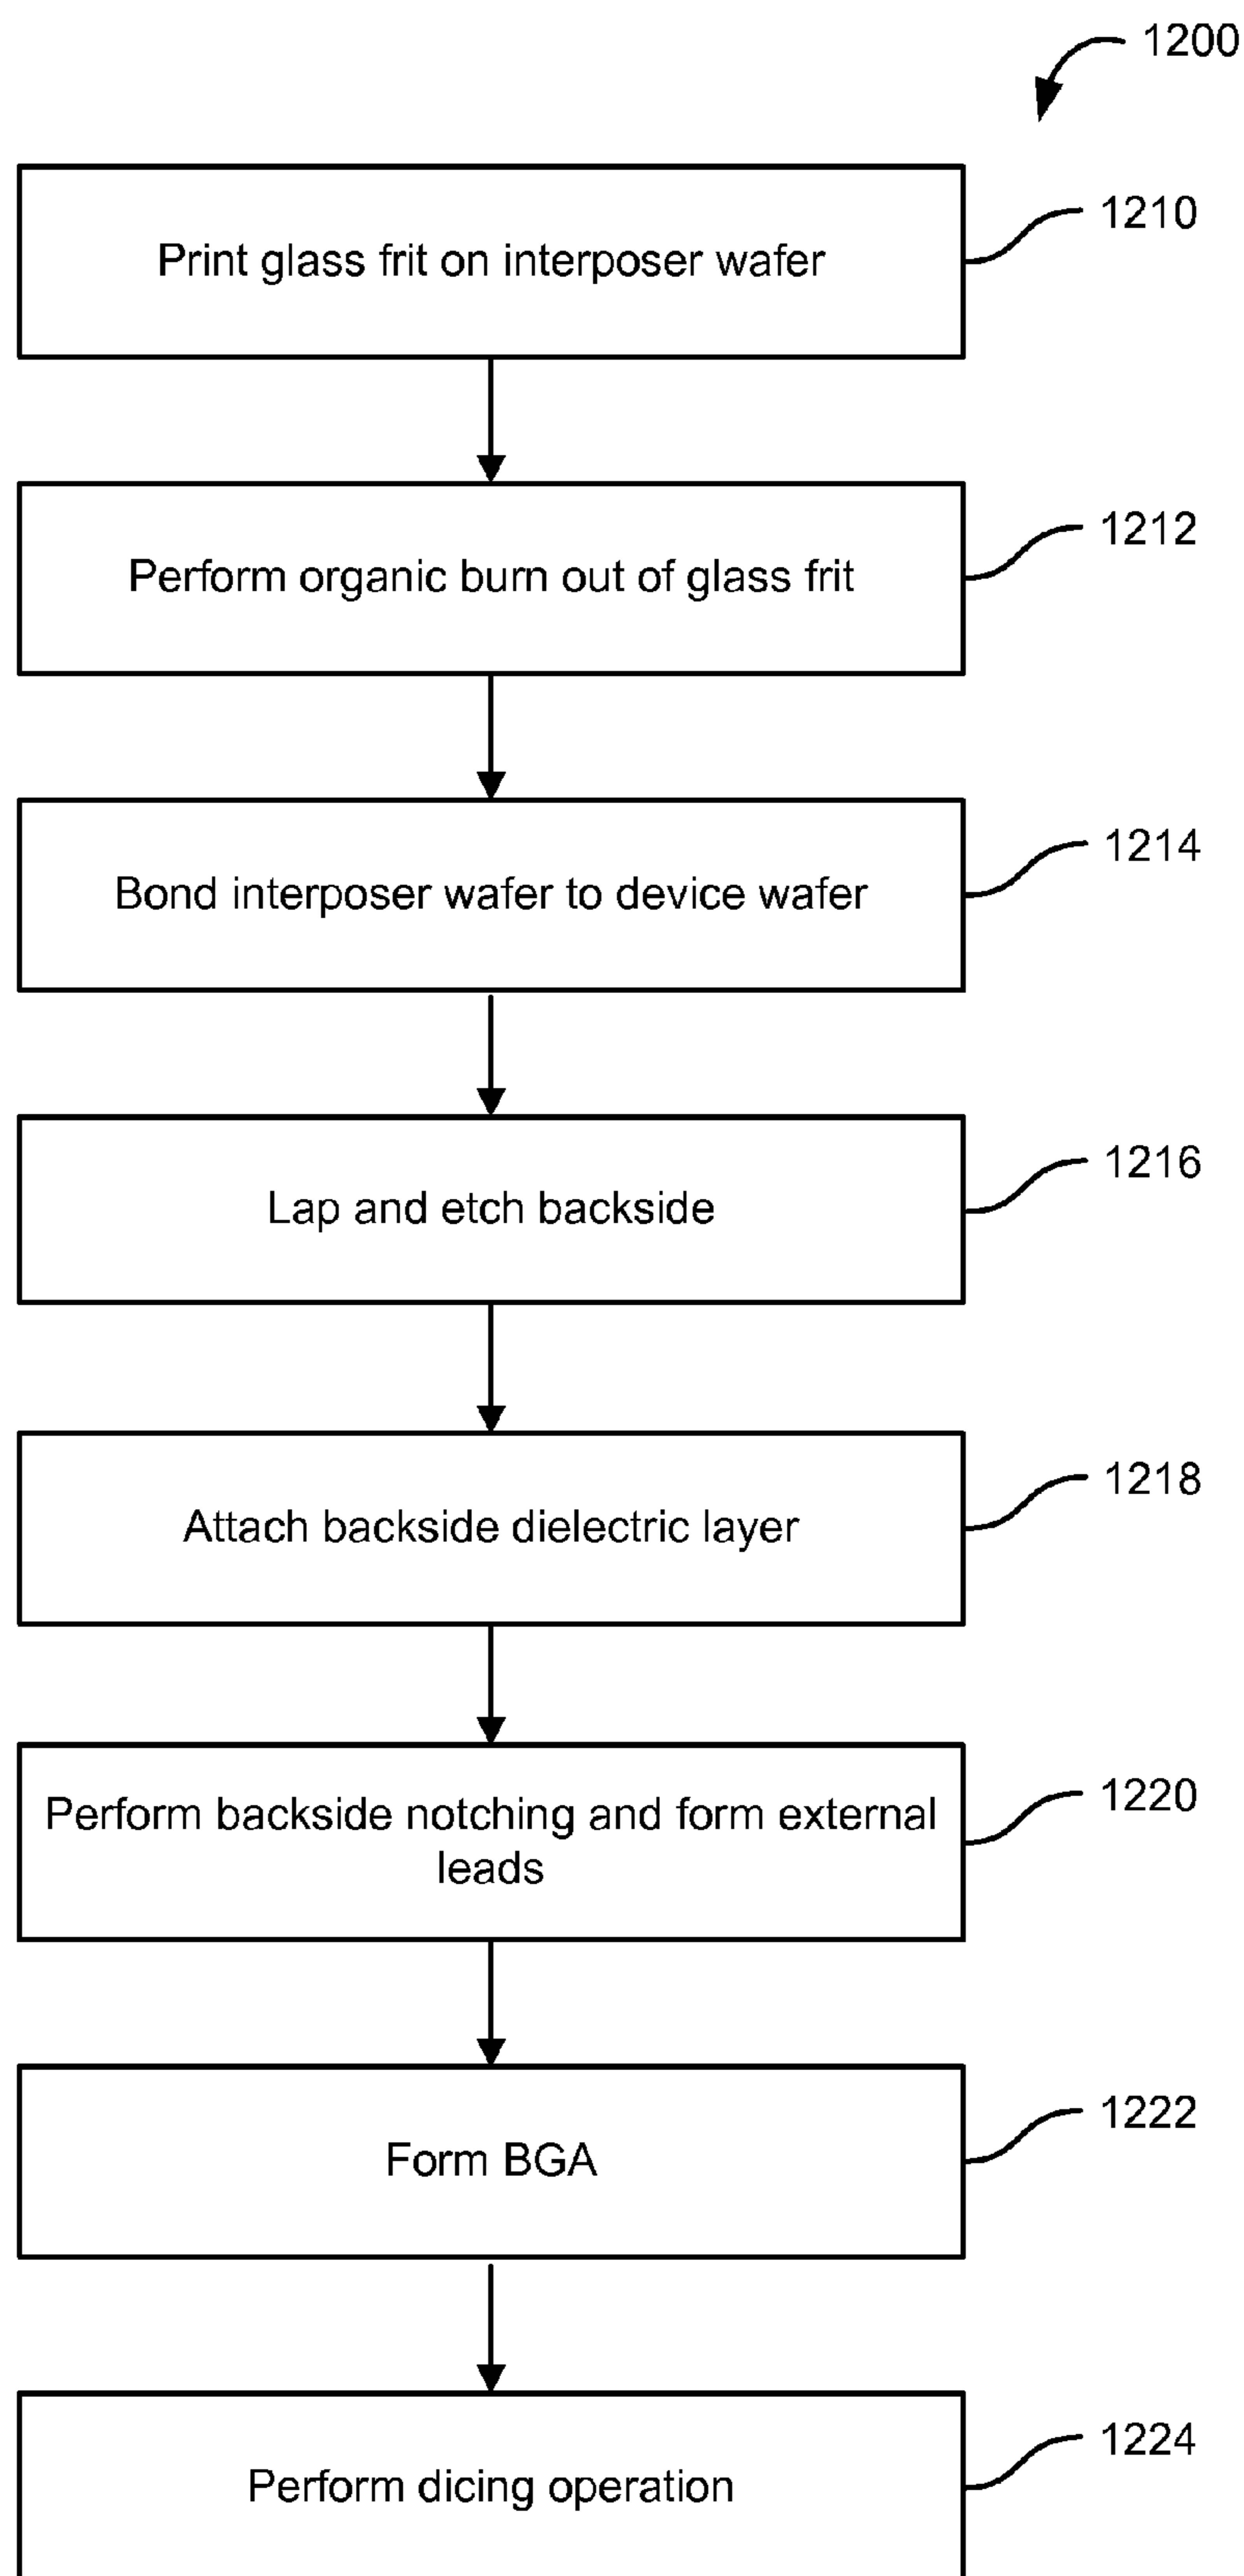 1200
Print glass frit on interposer wafer
1210
Perform organic burn out of glass frit
1212
Bond interposer wafer to device wafer
1214
Lap and etch backside
1216
Attach backside dielectric layer
1218
Perform backside notching and form external
leads
1220
Form BGA
1222
Perform dicing operation
1224